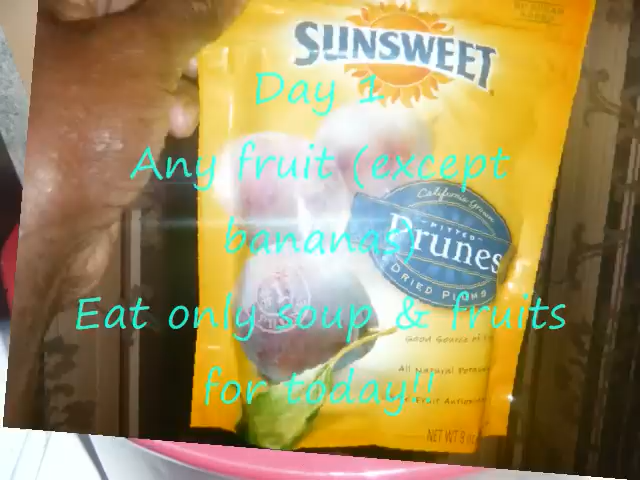 SUNSWEET
Day 1
Any fruit (except
bananas)
Eat only soup & fruits
for today!!
California Grown
PITTED
Prunes
DRIED PLUMS
Good Source of
All Natural
Fruit
NET WT 9